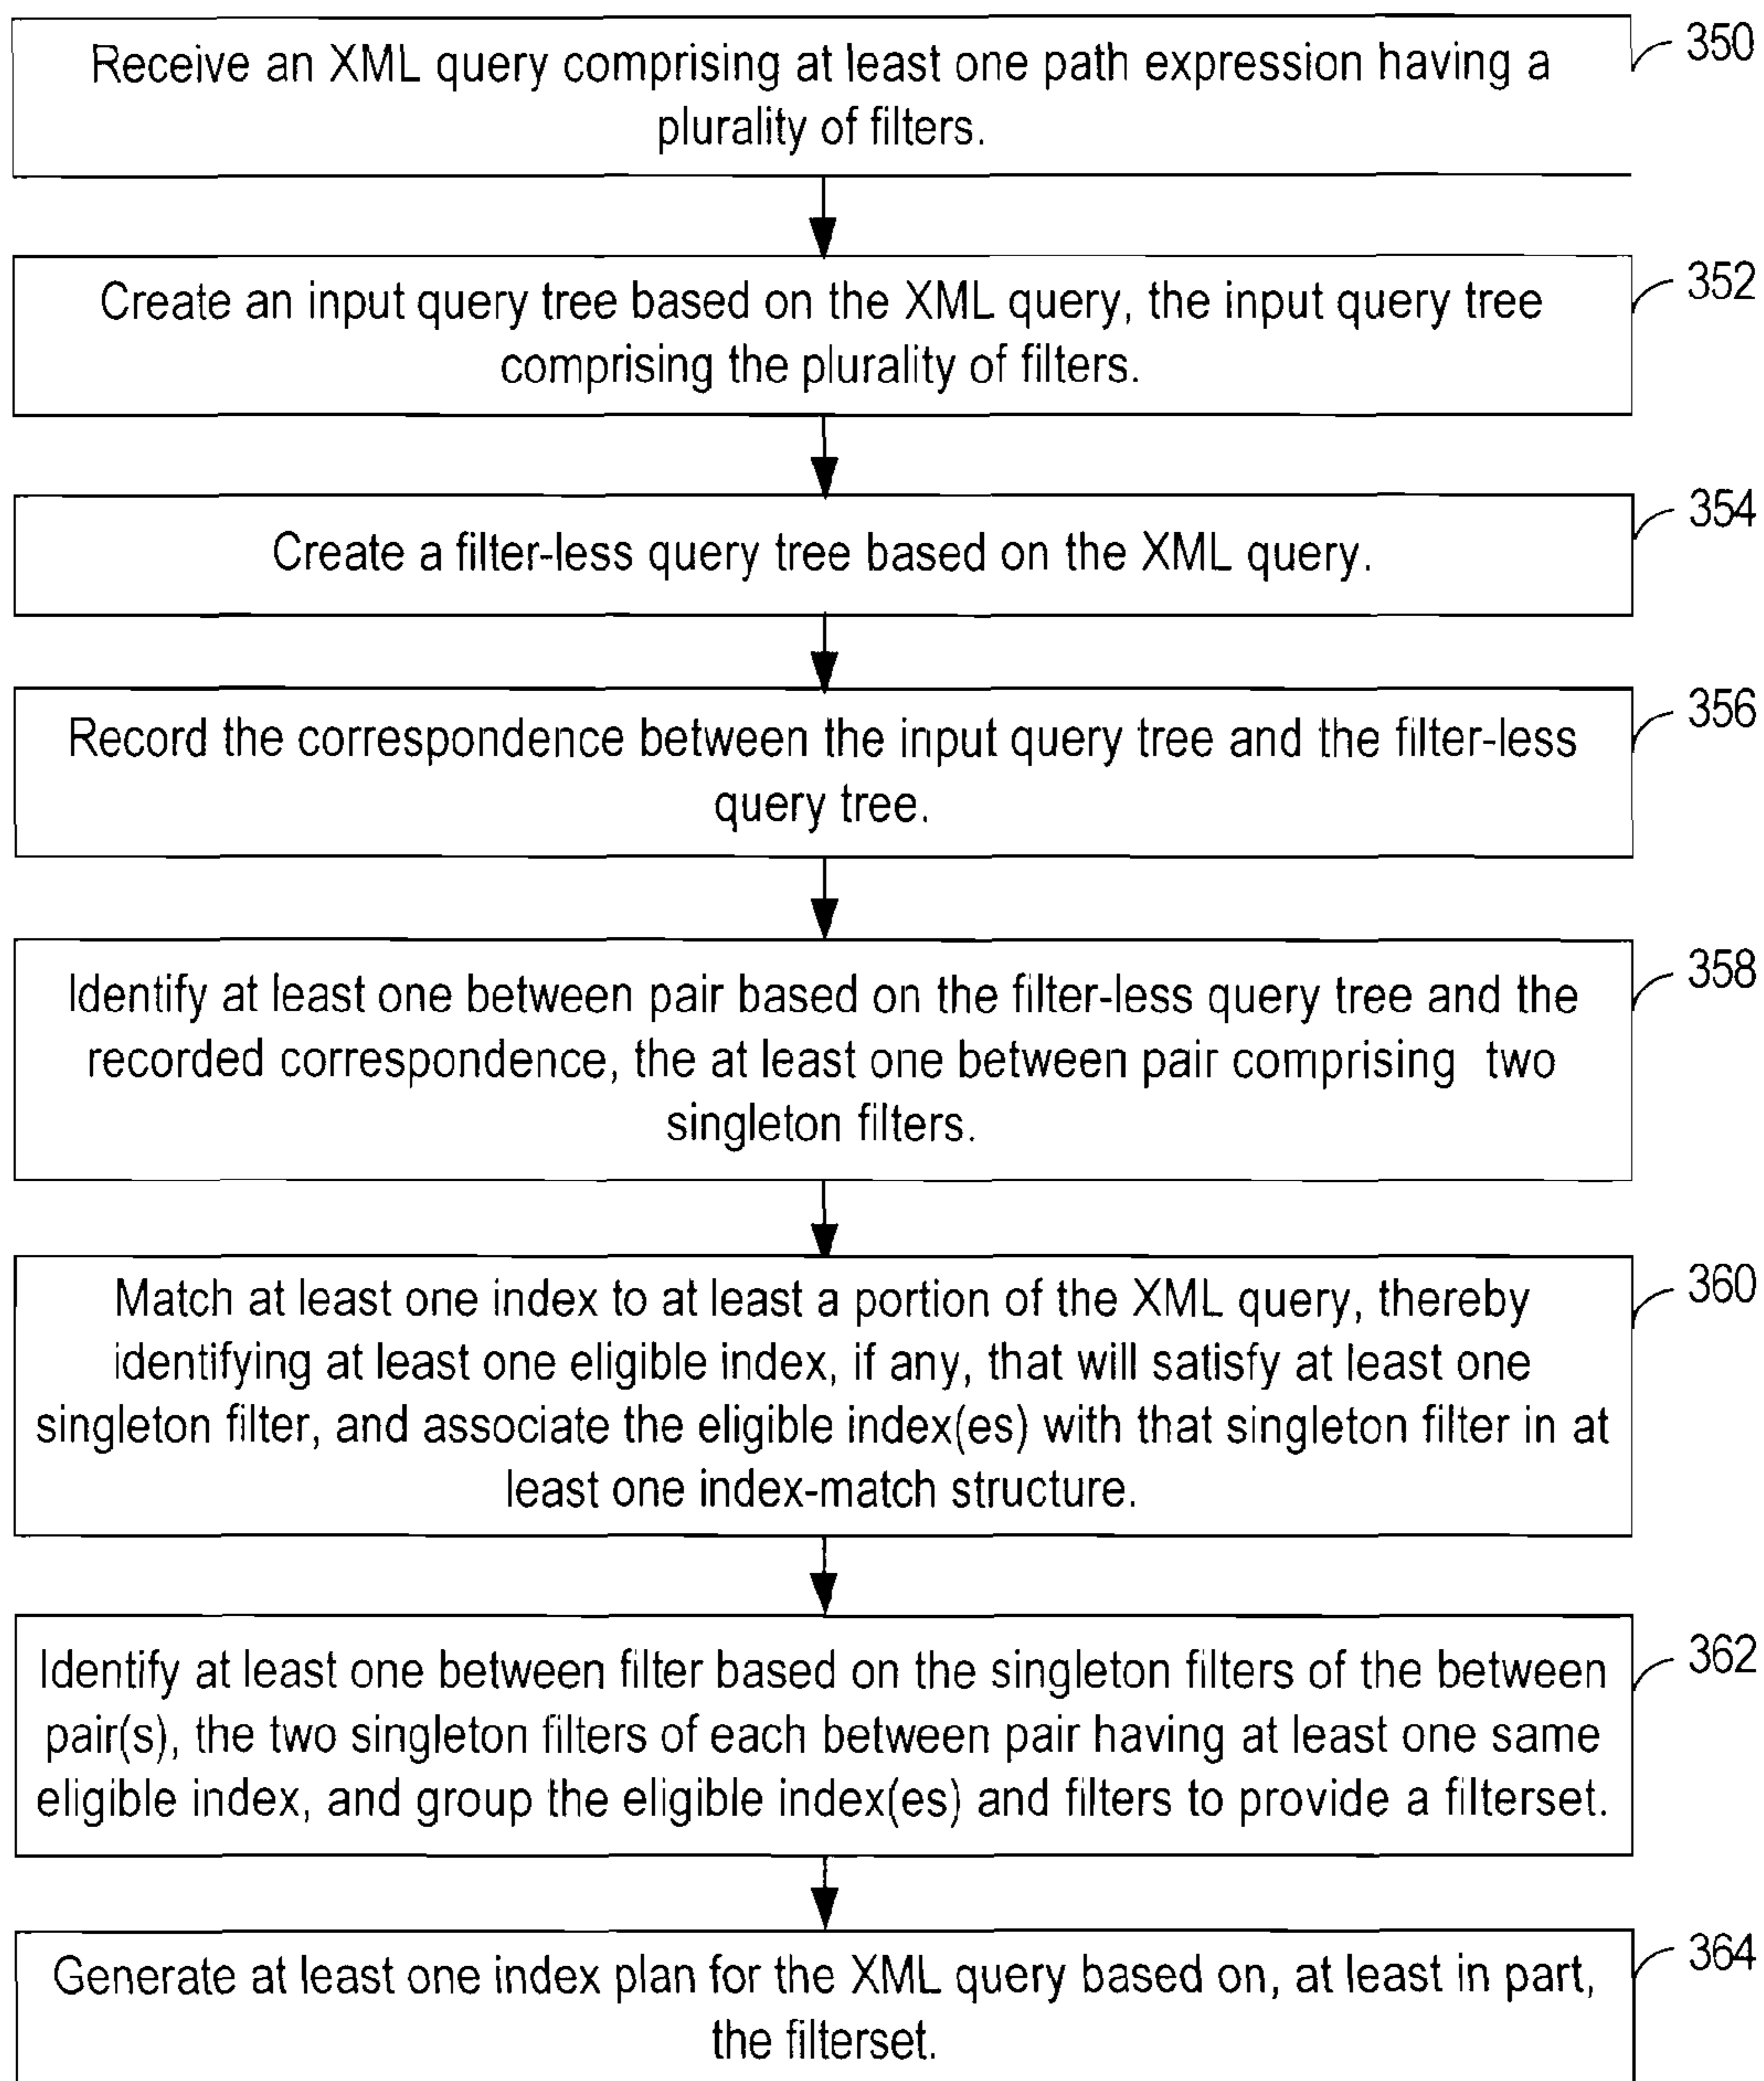 Receive an XML query comprising at least one path expression having a
plurality of filters.
350
Create an input query tree based on the XML query, the input query tree
comprising the plurality of filters.
352
Create a filter-less query tree based on the XML query.
354
Record the correspondence between the input query tree and the filter-less
query tree.
356
Identify at least one between pair based on the filter-less query tree and the
recorded correspondence, the at least one between pair comprising two
singleton filters.
358
Match at least one index to at least a portion of the XML query, thereby
identifying at least one eligible index, if any, that will satisfy at least one
singleton filter, and associate the eligible index(es) with that singleton filter in at
least one index-match structure.
360
Identify at least one between filter based on the singleton filters of the between
pair(s), the two singleton filters of each between pair having at least one same
eligible index, and group the eligible index(es) and filters to provide a filterset.
362
Generate at least one index plan for the XML query based on, at least in part,
the filterset.
364